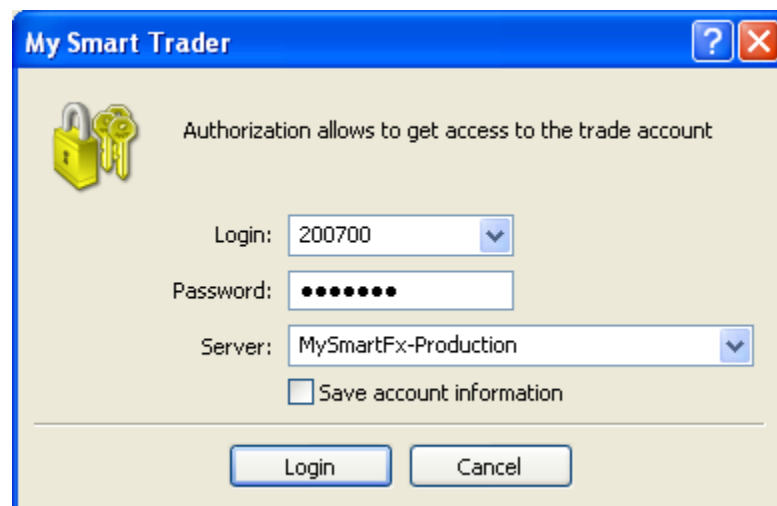 My Smart Trader
Authorization allows to get access to the trade account
Login: 200700
Password: •••••••
Server: MySmartFx-Production
Save account information
Login Cancel